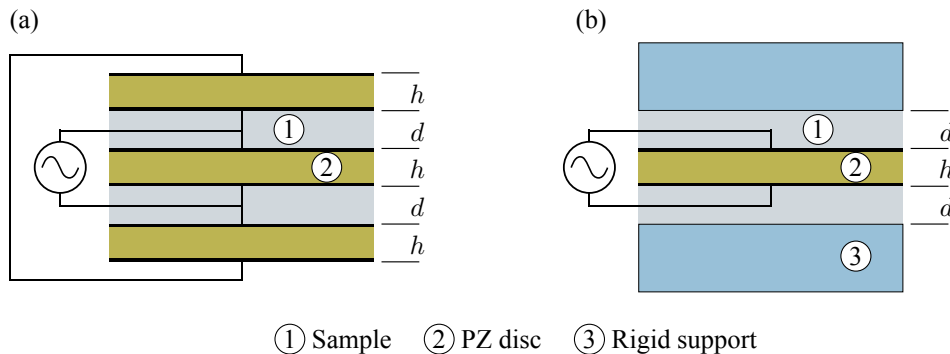 (a)
(b)
h
d
h
d
h
1
2
d
h
d
1
2
3
① Sample ② PZ disc ③ Rigid support